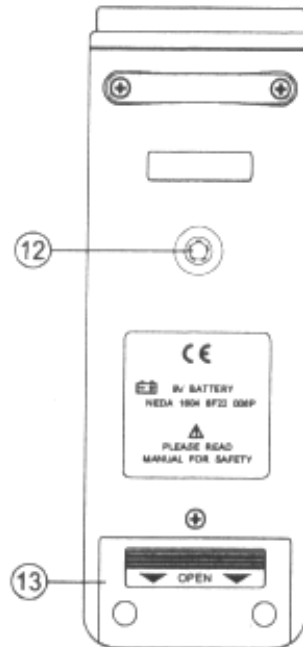 12
CE
9V BATTERY
NEDA 1604 6F22 006P
PLEASE READ
MANUAL FOR SAFETY
13
OPEN